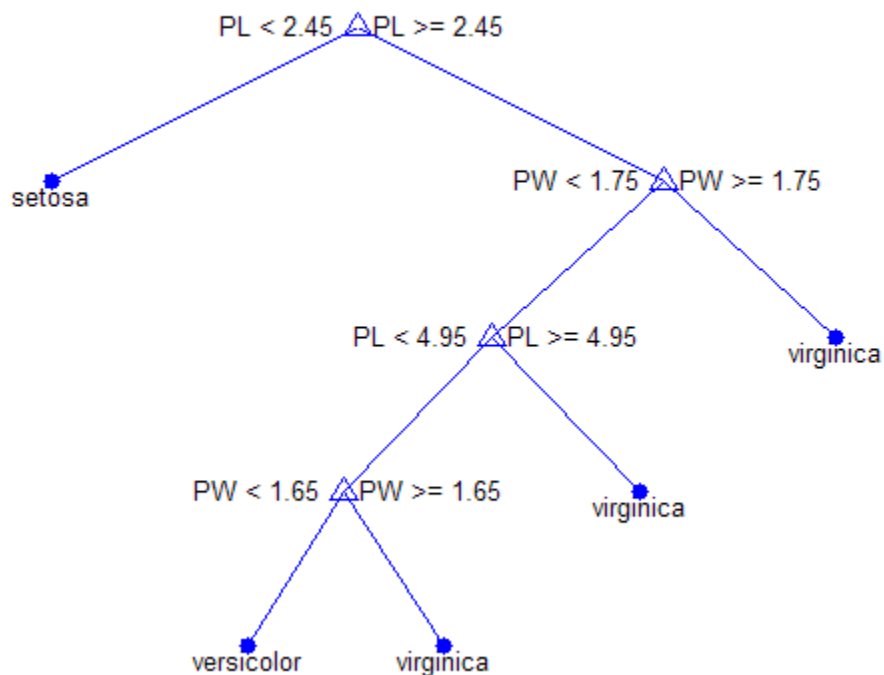 PL < 2.45 PL >= 2.45
setosa
PW < 1.75 PW >= 1.75
PL < 4.95 PL >= 4.95
virginica
PW < 1.65 PW >= 1.65
virginica
versicolor
virginica